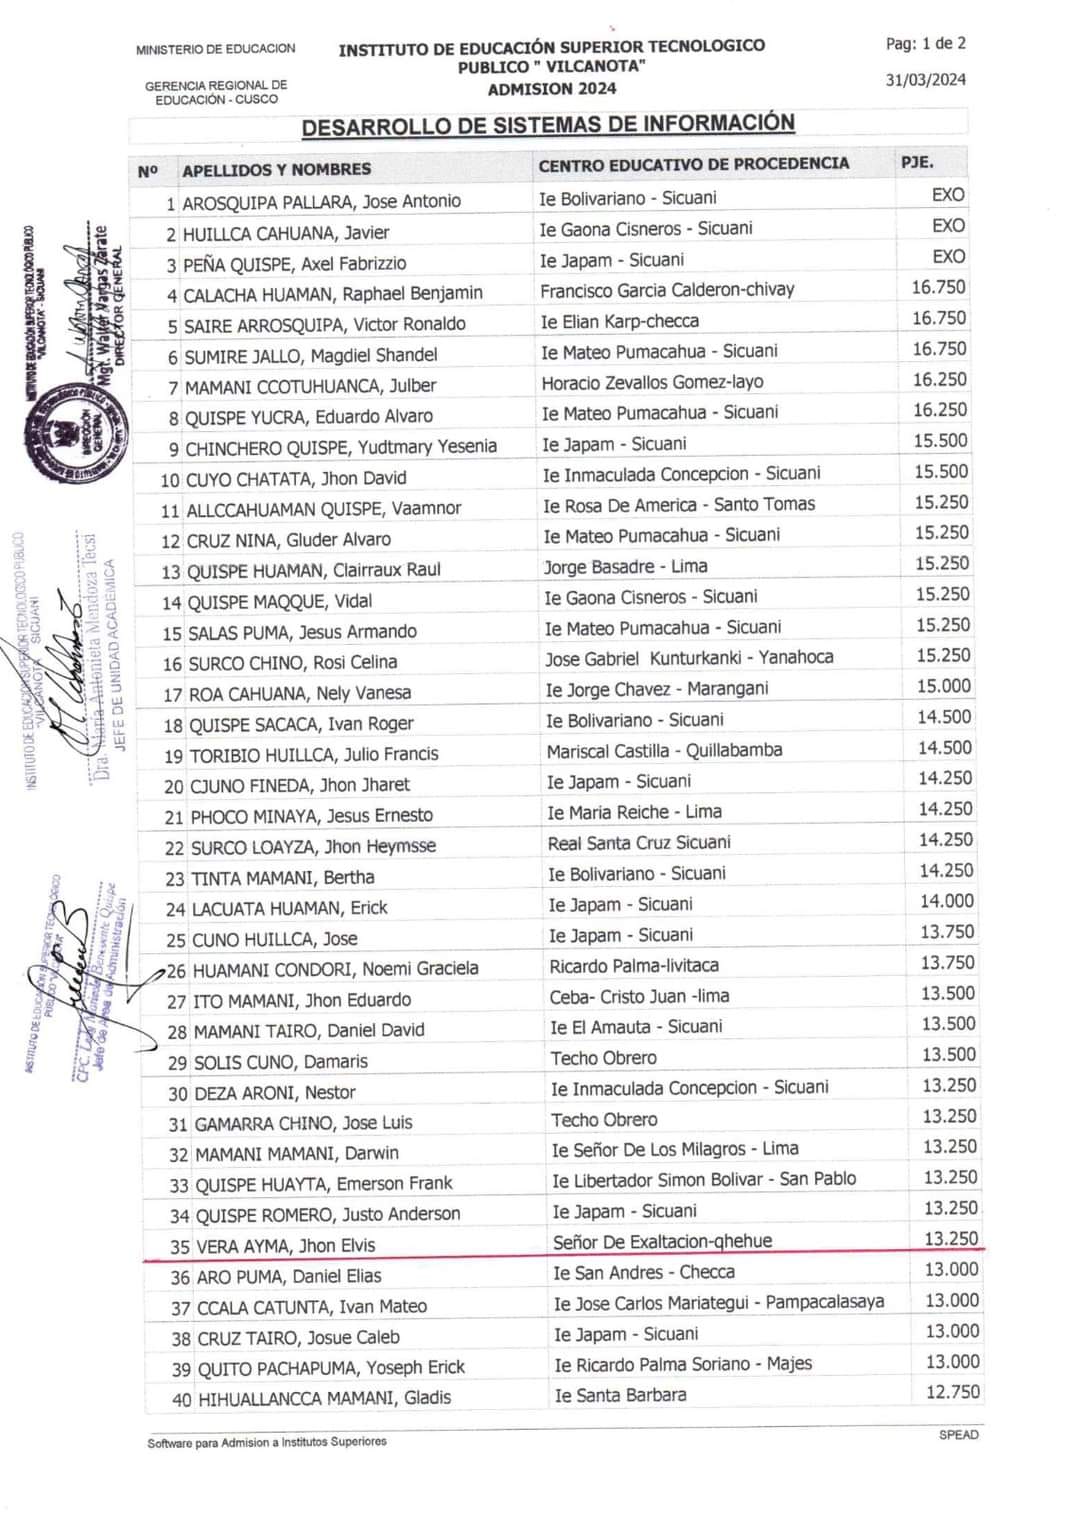 MINISTERIO DE EDUCACION
GERENCIA REGIONAL DE
EDUCACIÓN - CUSCO
INSTITUTO DE EDUCACIÓN SUPERIOR TECNOLOGICO
PUBLICO " VILCANOTA"
ADMISION 2024
Pag: 1 de 2
31/03/2024
DESARROLLO DE SISTEMAS DE INFORMACIÓN
Nº APELLIDOS Y NOMBRES CENTRO EDUCATIVO DE PROCEDENCIA PJE.
1 AROSQUIPA PALLARA, Jose Antonio Ie Bolivariano - Sicuani EXO
2 HUILLCA CAHUANA, Javier Ie Gaona Cisneros - Sicuani EXO
3 PEÑA QUISPE, Axel Fabrizzio Ie Japam - Sicuani EXO
4 CALACHA HUAMAN, Raphael Benjamin Francisco Garcia Calderon-chivay 16.750
5 SAIRE ARROSQUIPA, Victor Ronaldo Ie Elian Karp-checca 16.750
6 SUMIRE JALLO, Magdiel Shandel Ie Mateo Pumacahua - Sicuani 16.750
7 MAMANI CCOTUHUANCA, Julber Horacio Zevallos Gomez-layo 16.250
8 QUISPE YUCRA, Eduardo Alvaro Ie Mateo Pumacahua - Sicuani 16.250
9 CHINCHERO QUISPE, Yudtmary Yesenia Ie Japam - Sicuani 15.500
10 CUYO CHATATA, Jhon David Ie Inmaculada Concepcion - Sicuani 15.500
11 ALLCCAHUAMAN QUISPE, Vaamnor Ie Rosa De America - Santo Tomas 15.250
12 CRUZ NINA, Gluder Alvaro Ie Mateo Pumacahua - Sicuani 15.250
13 QUISPE HUAMAN, Clairraux Raul Jorge Basadre - Lima 15.250
14 QUISPE MAQQUE, Vidal Ie Gaona Cisneros - Sicuani 15.250
15 SALAS PUMA, Jesus Armando Ie Mateo Pumacahua - Sicuani 15.250
16 SURCO CHINO, Rosi Celina Jose Gabriel Kunturkanki - Yanahoca 15.250
17 ROA CAHUANA, Nely Vanesa Ie Jorge Chavez - Marangani 15.000
18 QUISPE SACACA, Ivan Roger Ie Bolivariano - Sicuani 14.500
19 TORIBIO HUILLCA, Julio Francis Mariscal Castilla - Quillabamba 14.500
20 CJUNO FINEDA, Jhon Jharet Ie Japam - Sicuani 14.250
21 PHOCO MINAYA, Jesus Ernesto Ie Maria Reiche - Lima 14.250
22 SURCO LOAYZA, Jhon Heymsse Real Santa Cruz Sicuani 14.250
23 TINTA MAMANI, Bertha Ie Bolivariano - Sicuani 14.250
24 LACUATA HUAMAN, Erick Ie Japam - Sicuani 14.000
25 CUNO HUILLCA, Jose Ie Japam - Sicuani 13.750
26 HUAMANI CONDORI, Noemi Graciela Ricardo Palma-livitaca 13.750
27 ITO MAMANI, Jhon Eduardo Ceba- Cristo Juan -lima 13.500
28 MAMANI TAIRO, Daniel David Ie El Amauta - Sicuani 13.500
29 SOLIS CUNO, Damaris Techo Obrero 13.500
30 DEZA ARONI, Nestor Ie Inmaculada Concepcion - Sicuani 13.250
31 GAMARRA CHINO, Jose Luis Techo Obrero 13.250
32 MAMANI MAMANI, Darwin Ie Señor De Los Milagros - Lima 13.250
33 QUISPE HUAYTA, Emerson Frank Ie Libertador Simon Bolivar - San Pablo 13.250
34 QUISPE ROMERO, Justo Anderson Ie Japam - Sicuani 13.250
35 VERA AYMA, Jhon Elvis Señor De Exaltacion-qhehue 13.250
36 ARO PUMA, Daniel Elias Ie San Andres - Checca 13.000
37 CCALA CATUNTA, Ivan Mateo Ie Jose Carlos Mariategui - Pampacalasaya 13.000
38 CRUZ TAIRO, Josue Caleb Ie Japam - Sicuani 13.000
39 QUITO PACHAPUMA, Yoseph Erick Ie Ricardo Palma Soriano - Majes 13.000
40 HIHUALLANCCA MAMANI, Gladis Ie Santa Barbara 12.750
Software para Admision a Institutos Superiores SPEAD
INSTITUTO DE EDUCACIÓN SUPERIOR TECNOLOGICO PUBLICO
"VILCANOTA" - SICUANI
Mgt. Walter Vargas Zarate
DIRECTOR GENERAL
DIRECCIÓN
GENERAL
INSTITUTO DE EDUCACION SUPERIOR TECNOLOGICO PUBLICO
"VILCANOTA" SICUANI
Dra. María Antonieta Mendoza Tecsi
JEFE DE UNIDAD ACADEMICA
INSTITUTO DE EDUCACIÓN SUPERIOR TECNOLÓGICO
PUBLICO "VILCANOTA"
CPC. Benavente Quispe
Jefe de Area de Administración